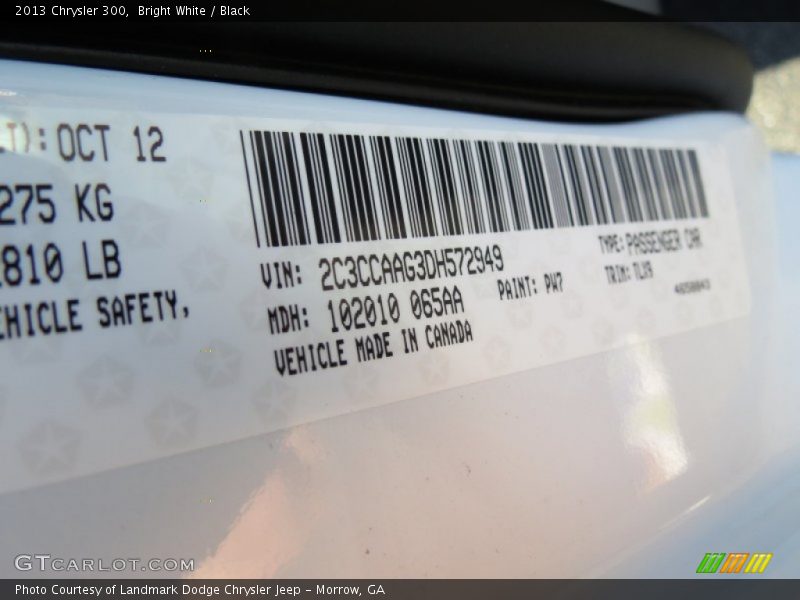 2013 Chrysler 300, Bright White / Black
T): OCT 12
275 KG
1810 LB
EHICLE SAFETY,
VIN: 2C3CCAAG3DH572949
MDH: 102010 065AA
VEHICLE MADE IN CANADA
PAINT: PW7
TYPE: PASSENGER CAR
TRIM: TLX9
GTCARLOT.COM
Photo Courtesy of Landmark Dodge Chrysler Jeep - Morrow, GA